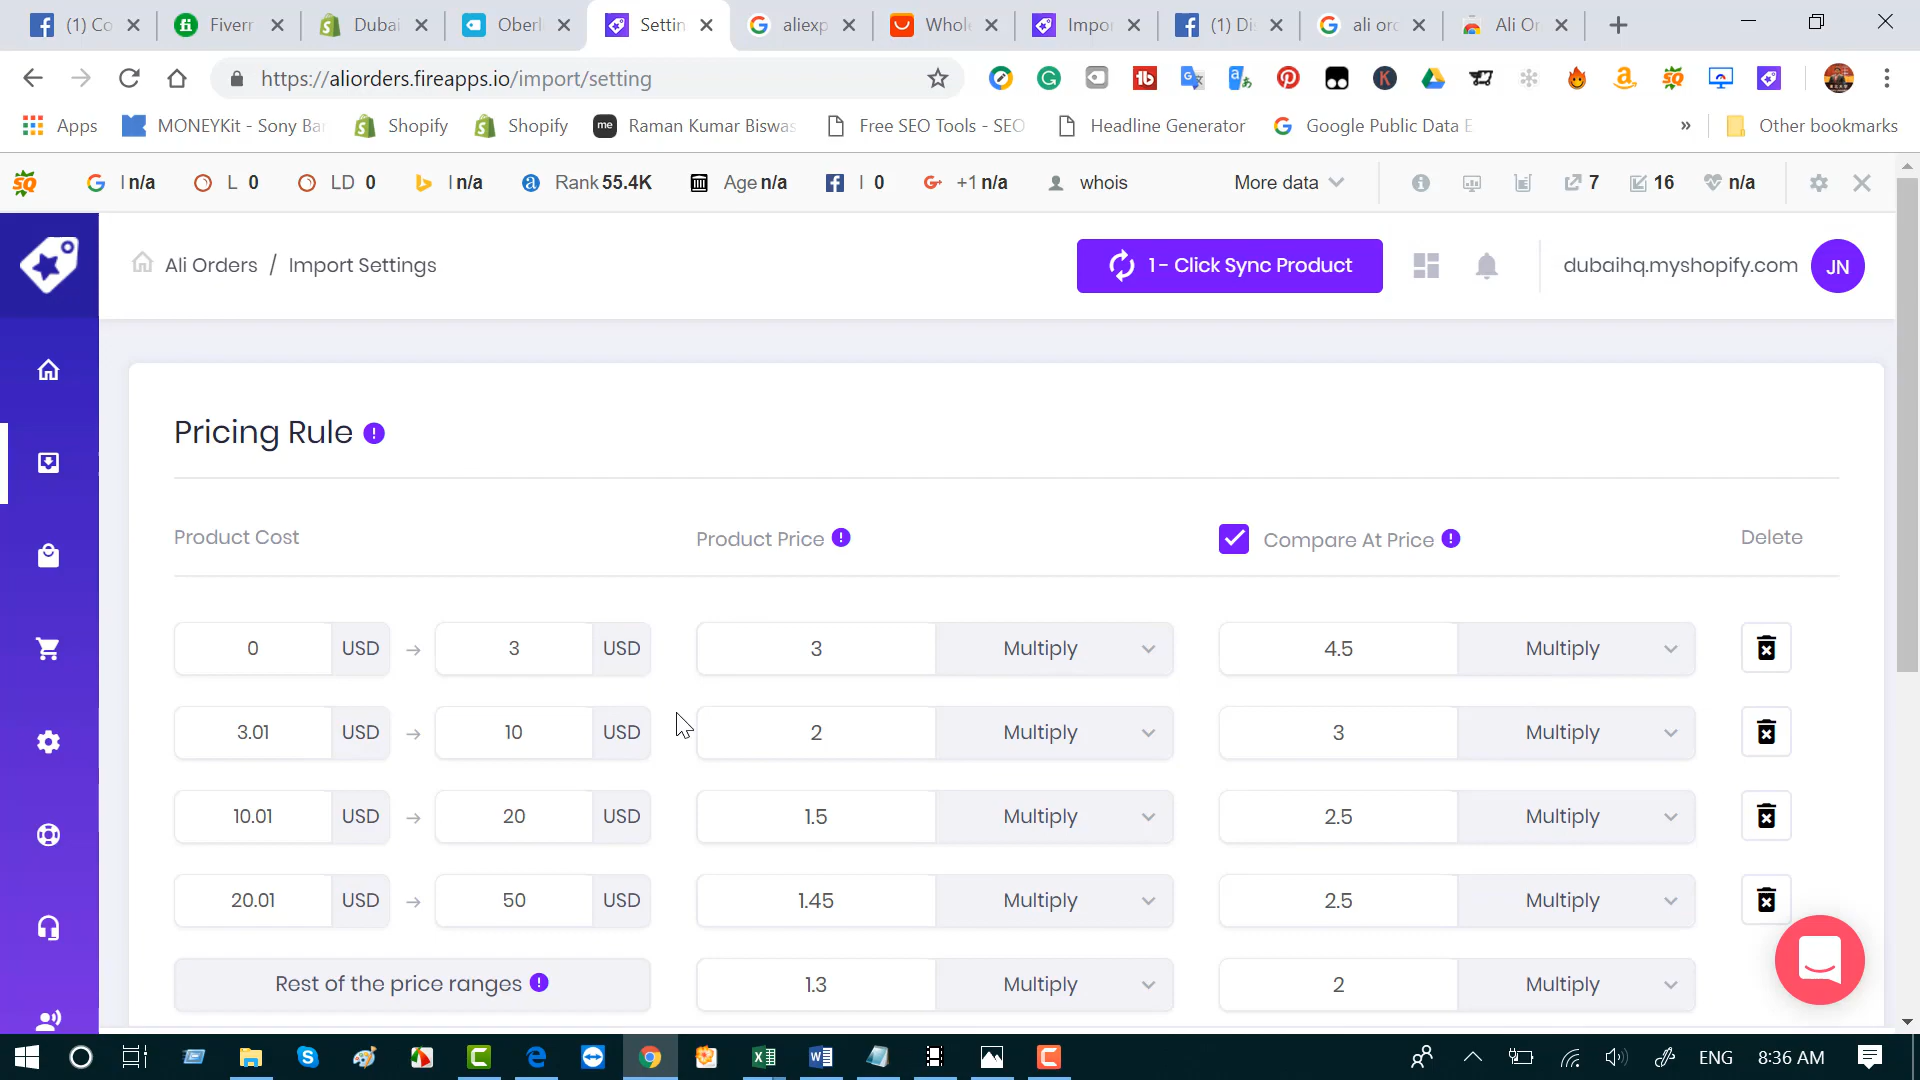 (1) Co
Fiverr
Dubai
Oberl
Settin
aliexp
Whole
Impor
(1) Di
ali ord
Ali Or
https://aliorders.fireapps.io/import/setting
Apps
MONEYKit - Sony Bar
Shopify
Shopify
me
Raman Kumar Biswas
Free SEO Tools - SEO
Headline Generator
Google Public Data E
»
Other bookmarks
I n/a
L 0
LD 0
I n/a
Rank 55.4K
Age n/a
I 0
+1 n/a
whois
More data
7
16
n/a
Ali Orders / Import Settings
1 - Click Sync Product
dubaihq.myshopify.com
JN
Pricing Rule
Product Cost
Product Price
Compare At Price
Delete
0 USD → 3 USD 3 Multiply 4.5 Multiply
3.01 USD → 10 USD 2 Multiply 3 Multiply
10.01 USD → 20 USD 1.5 Multiply 2.5 Multiply
20.01 USD → 50 USD 1.45 Multiply 2.5 Multiply
Rest of the price ranges 1.3 Multiply 2 Multiply
ENG
8:36 AM